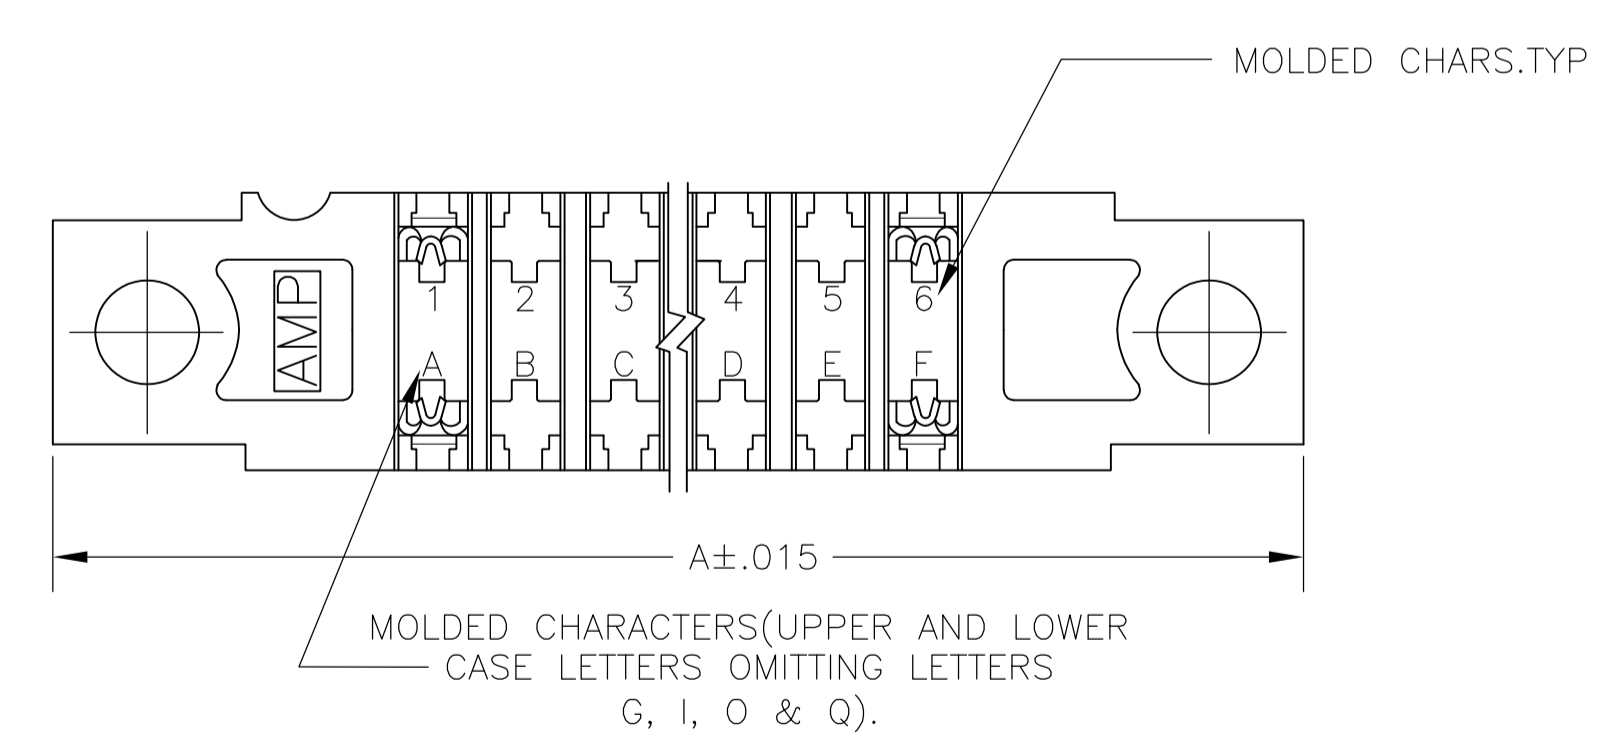 MOLDED CHARS.TYP
AMP
1 2 3 4 5 6
A B C D E F
A±.015
MOLDED CHARACTERS(UPPER AND LOWER
CASE LETTERS OMITTING LETTERS
G, I, O & Q).